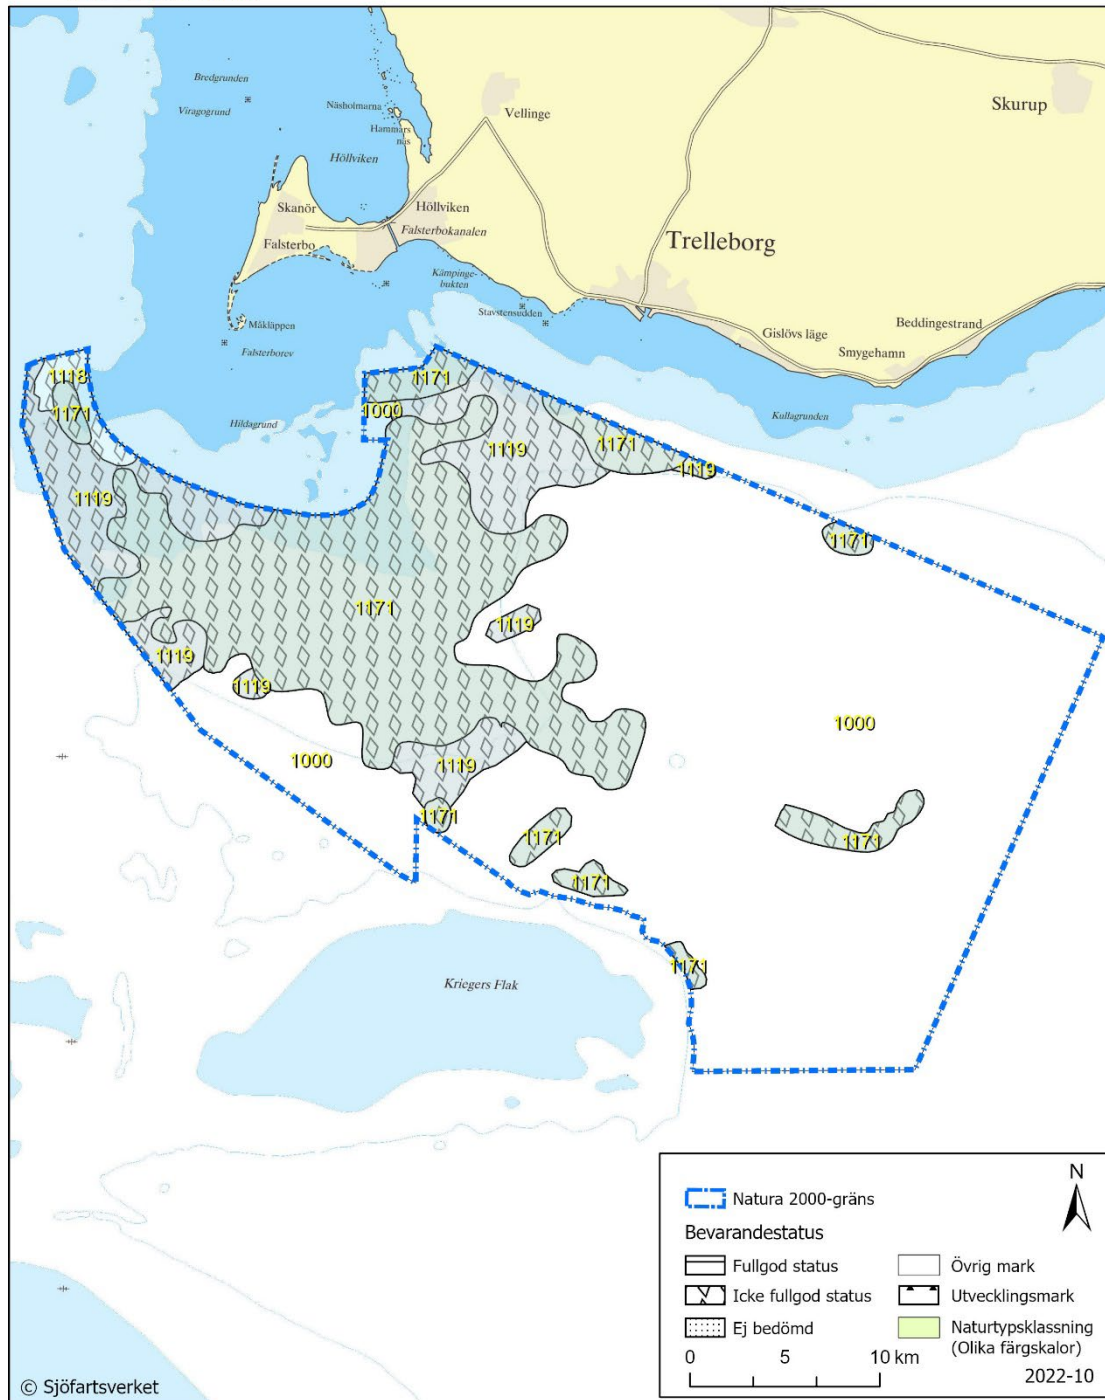 Bredgrunden
Viragogrund
Näsholmarna
Hammars
näs
Vellinge
Skurup
Höllviken
Skanör
Höllviken
Falsterbokanalen
Falsterbo
Trelleborg
Kämpinge-
bukten
Stavstensudden
Måkläppen
Falsterborev
Gislövs läge
Beddingestrand
Smygehamn
Hildagrund
Kullagrunden
1118
1171
1171
1000
1119
1171
1119
1119
1171
1171
1119
1119
1119
1000
1000
1119
1171
1171
1171
1171
1171
Kriegers Flak
N
Natura 2000-gräns
Bevarandestatus
Fullgod status
Icke fullgod status
Ej bedömd
Övrig mark
Utvecklingsmark
Naturtypsklassning
(Olika färgskalor)
0 5 10 km
2022-10
© Sjöfartsverket